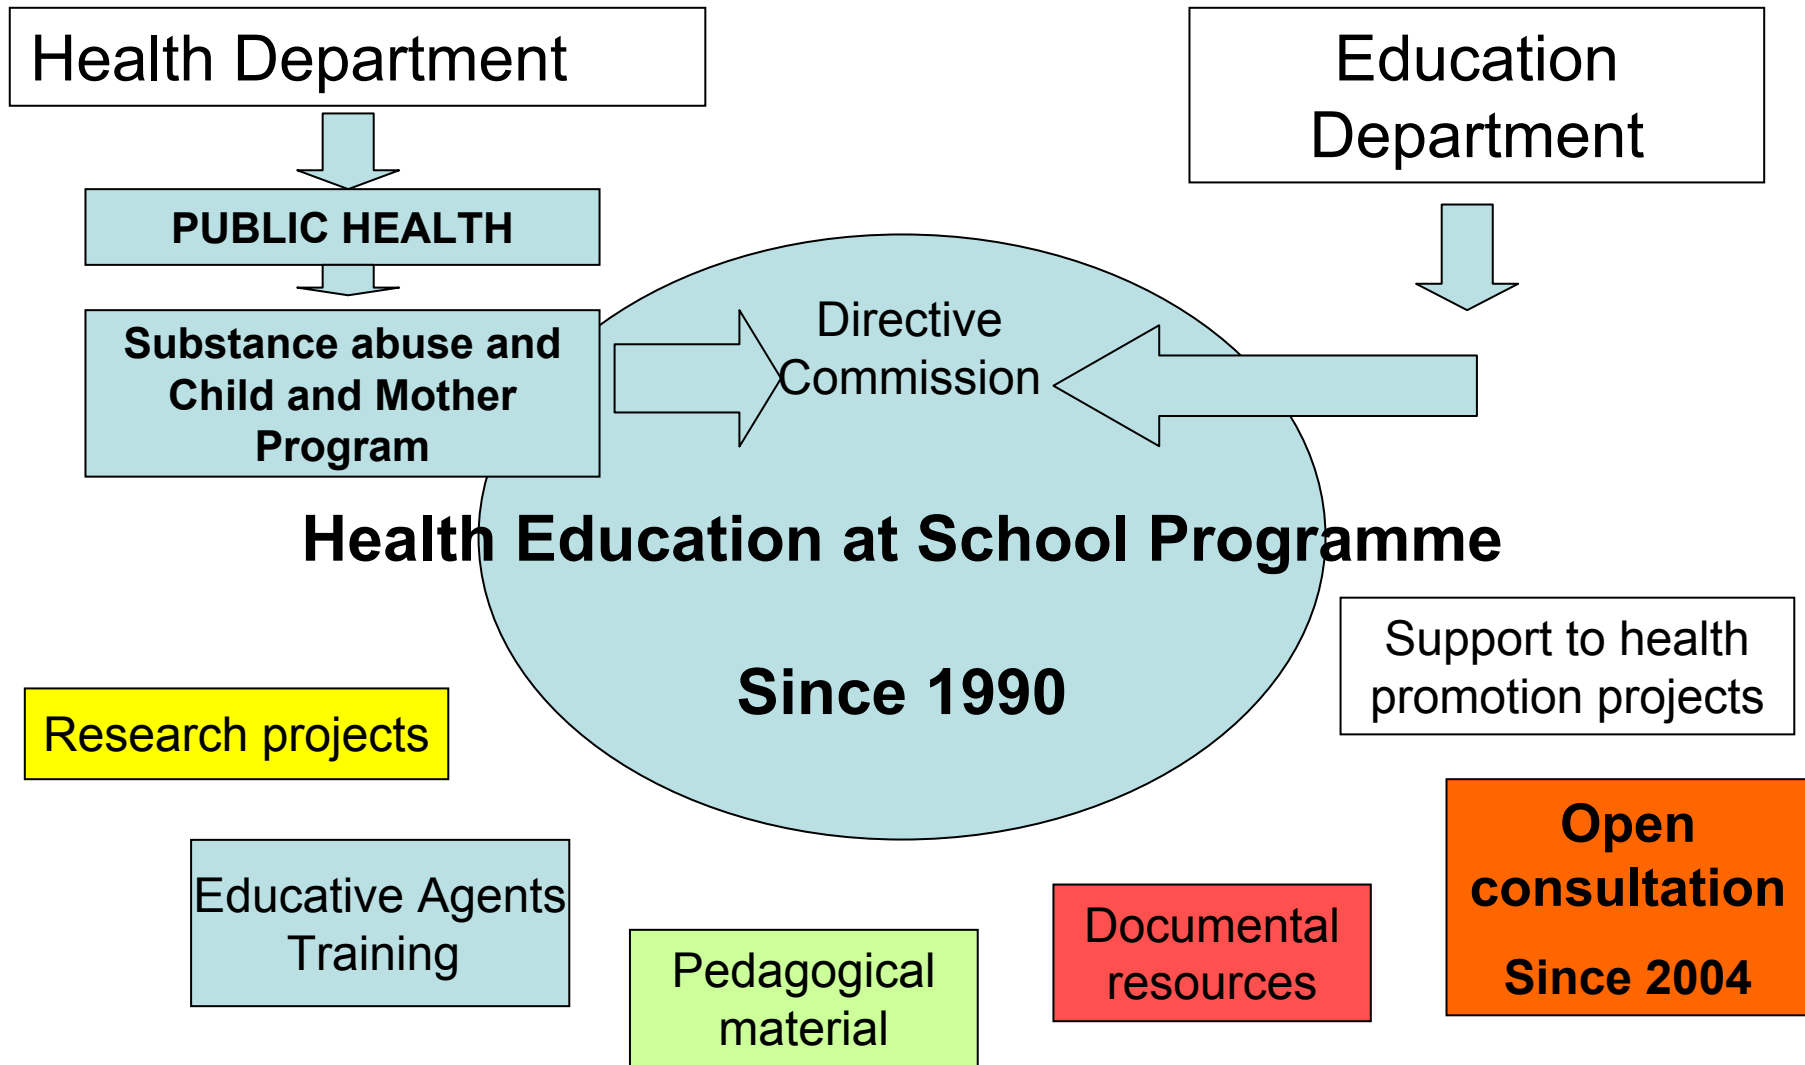 Health Department
Education
Department
PUBLIC HEALTH
Substance abuse and
Child and Mother
Program
Directive
Commission
Health Education at School Programme
Since 1990
Support to health
promotion projects
Research projects
Open
consultation
Since 2004
Educative Agents
Training
Documental
resources
Pedagogical
material